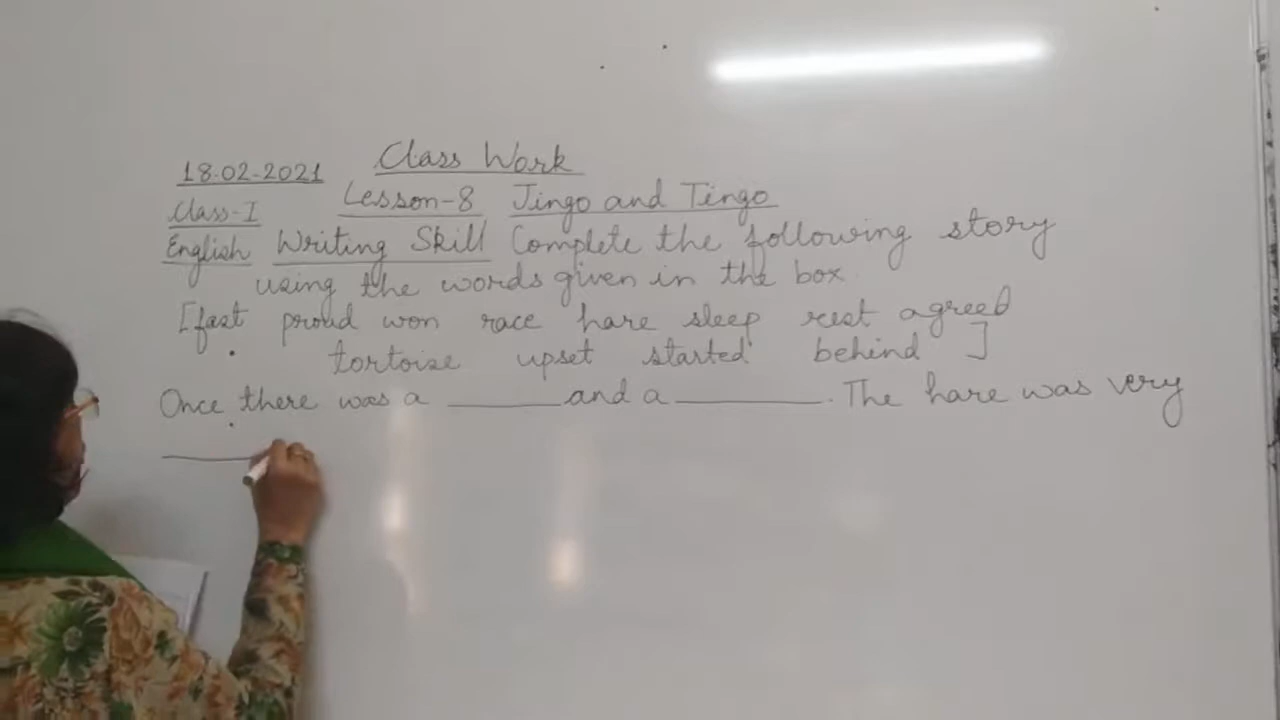 Class Work
18.02.2021
Class-I Lesson-8 Jingo and Tingo
English Writing Skill Complete the following story
using the words given in the box
[fast proud won race hare sleep rest agreed
tortoise upset started behind]
Once there was a ______ and a ______. The hare was very
______